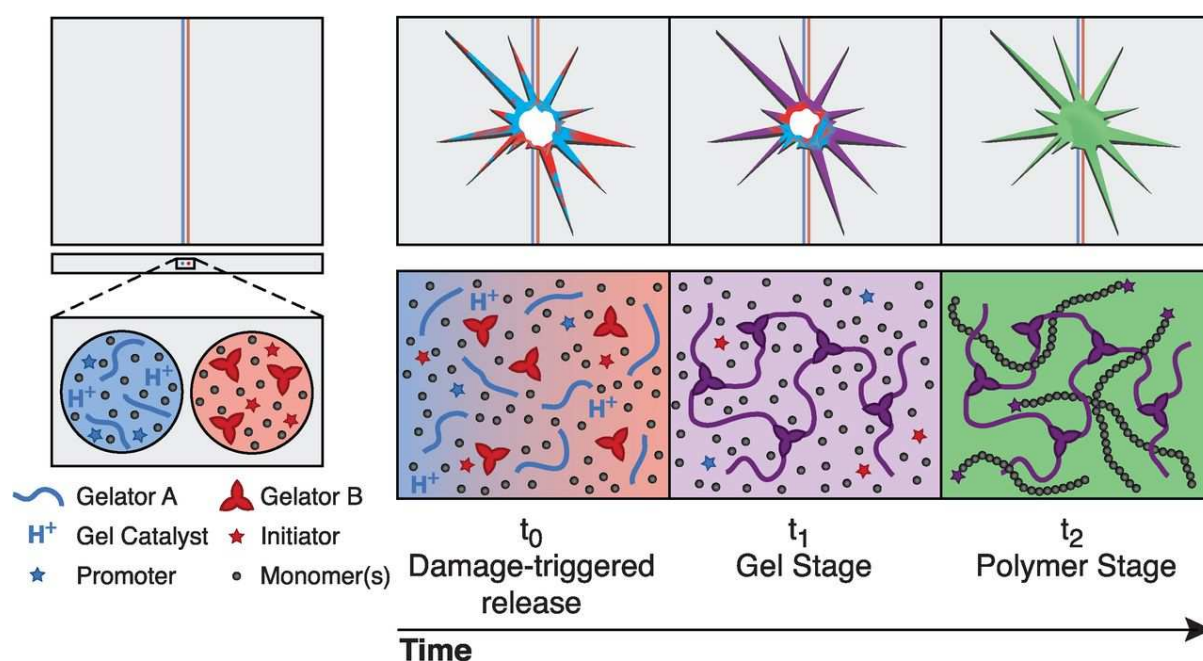 H⁺
H⁺
Gelator A
Gelator B
H⁺ Gel Catalyst
Initiator
Promoter
Monomer(s)
H⁺
H⁺
H⁺
t₀
Damage-triggered
release
t₁
Gel Stage
t₂
Polymer Stage
Time